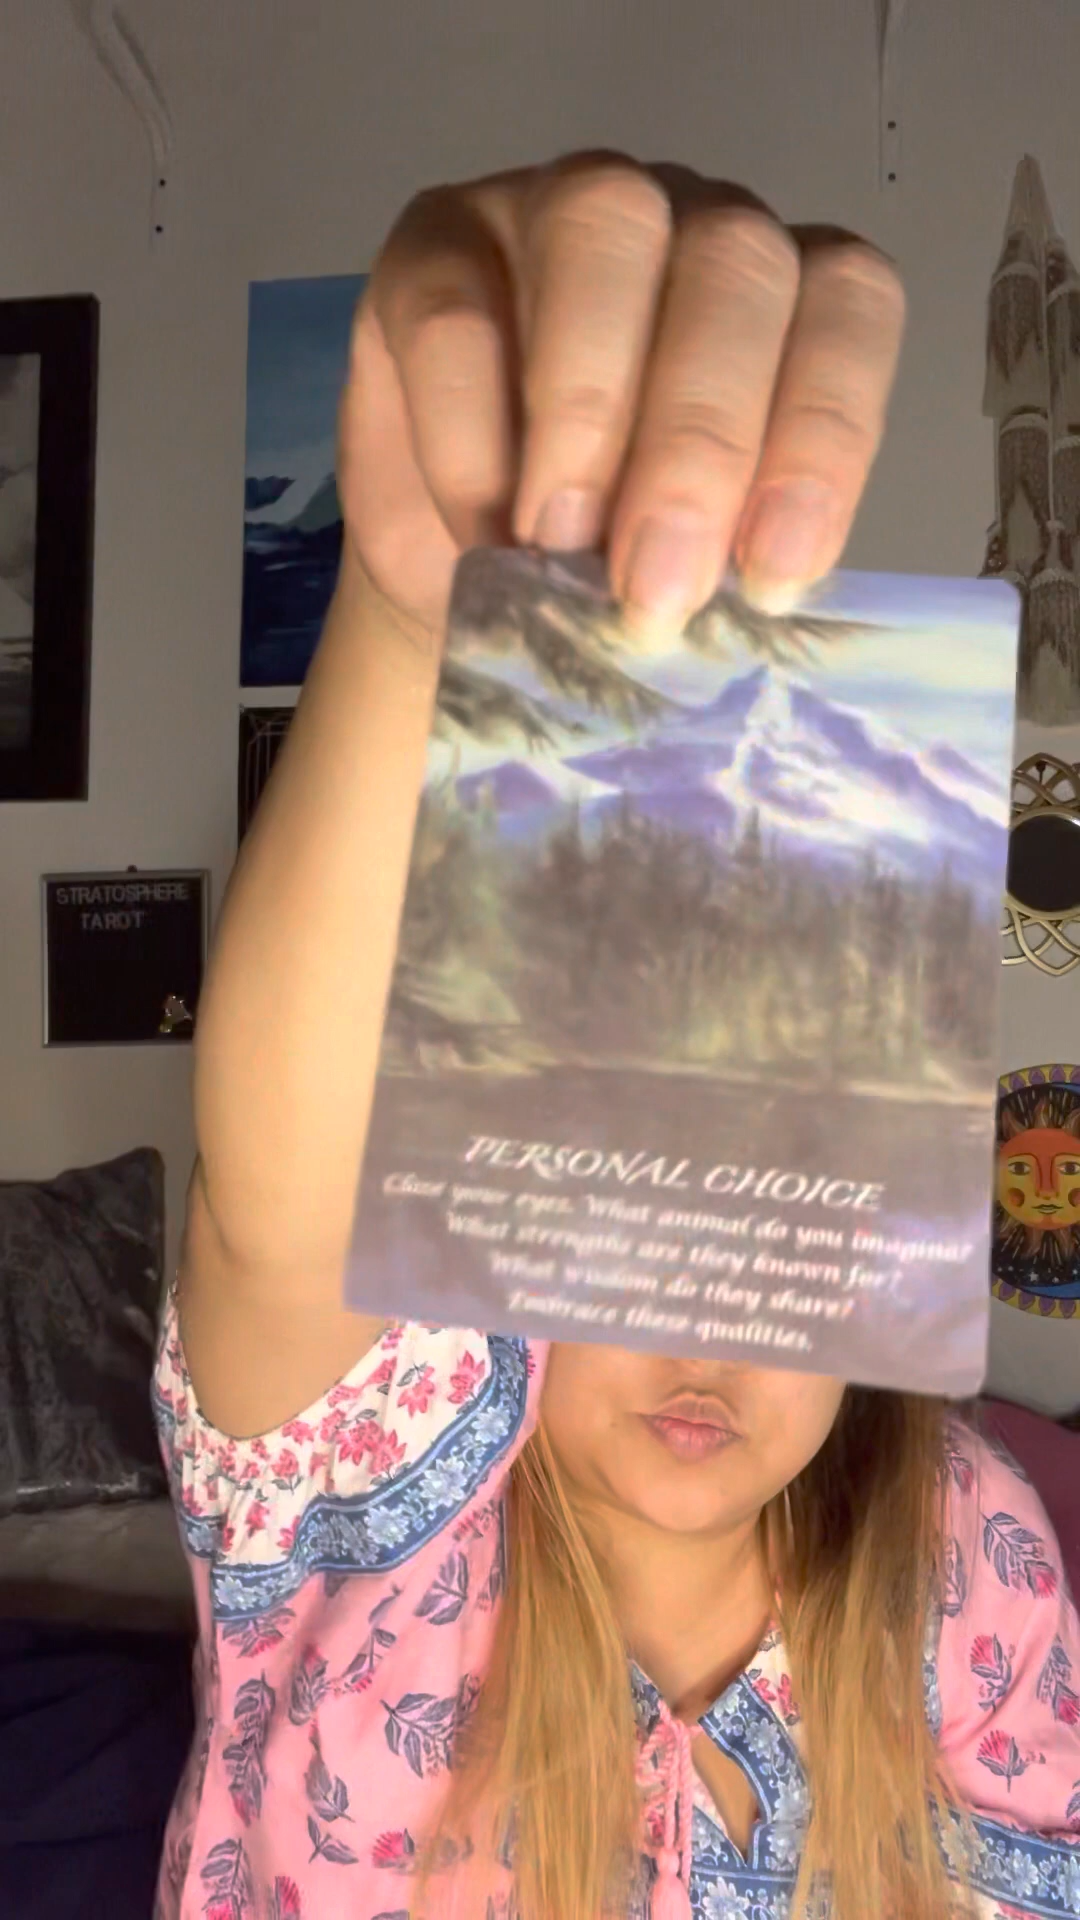 STRATOSPHERE
TAROT
PERSONAL CHOICE
Close your eyes. What animal do you imagine?
What strengths are they known for?
What wisdom do they share?
Embrace these qualities.